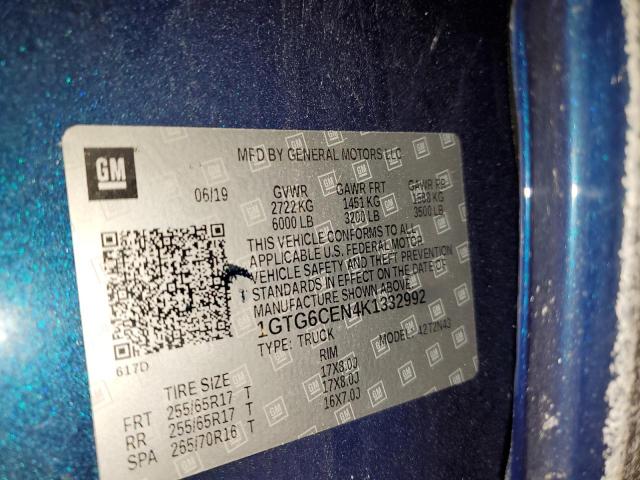 GM
MFD BY GENERAL MOTORS LLC
06/19
GVWR GAWR FRT GAWR RR
2722 KG 1451 KG 1588 KG
6000 LB 3200 LB 3500 LB
THIS VEHICLE CONFORMS TO ALL
APPLICABLE U.S. FEDERAL MOTOR
VEHICLE SAFETY AND THEFT PREVENTION
STANDARDS IN EFFECT ON THE DATE OF
MANUFACTURE SHOWN ABOVE.
1GTG6CEN4K1332992
TYPE: TRUCK MODEL: 12T2N43
617D
TIRE SIZE RIM
FRT 255/65R17 T 17X8.0J
RR 255/65R17 T 17X8.0J
SPA 265/70R16 T 16X7.0J